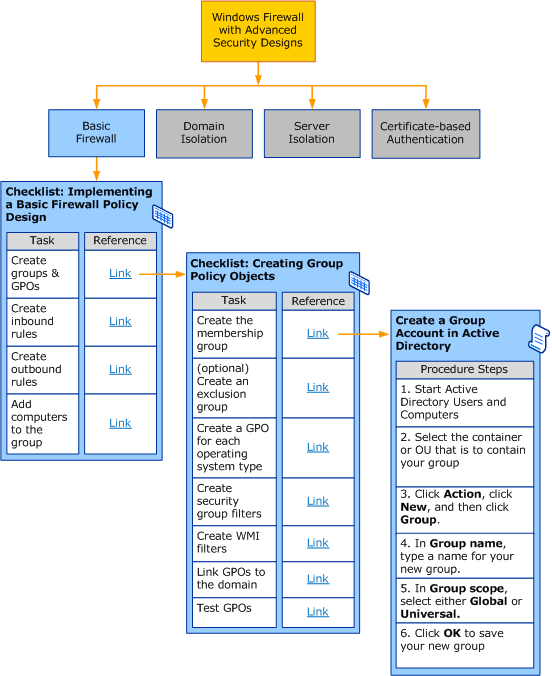 Windows Firewall
with Advanced
Security Designs
Basic
Firewall
Domain
Isolation
Server
Isolation
Certificate-based
Authentication
Checklist: Implementing
a Basic Firewall Policy
Design
Task
Reference
Create
groups &
GPOs
Link
Create
inbound
rules
Link
Create
outbound
rules
Link
Add
computers
to the
group
Link
Checklist: Creating Group
Policy Objects
Task
Reference
Create the
membership
group
Link
(optional)
Create an
exclusion
group
Link
Create a GPO
for each
operating
system type
Link
Create
security
group filters
Link
Create WMI
filters
Link
Link GPOs to
the domain
Link
Test GPOs
Link
Create a Group
Account in Active
Directory
Procedure Steps
1. Start Active
Directory Users and
Computers
2. Select the container
or OU that is to contain
your group
3. Click Action, click
New, and then click
Group.
4. In Group name,
type a name for your
new group.
5. In Group scope,
select either Global or
Universal.
6. Click OK to save
your new group